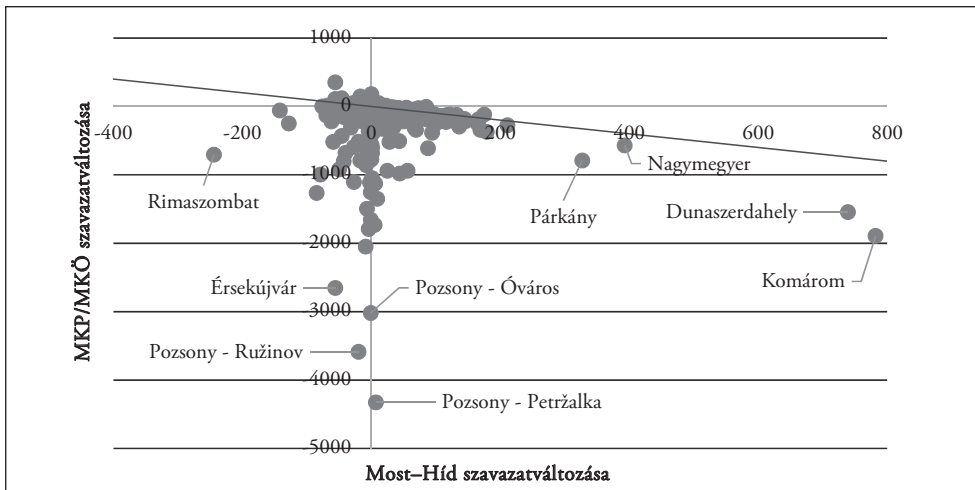 1000
0
-400 -200 0 200 400 600 800
Nagymegyer
Rimaszombat
Párkány
Dunaszerdahely
-1000
-2000
Komárom
Érsekújvár
Pozsony - Óváros
-3000
Pozsony - Ružinov
-4000
Pozsony - Petržalka
-5000
MKP/MKÖ szavazatváltozása
Most–Híd szavazatváltozása